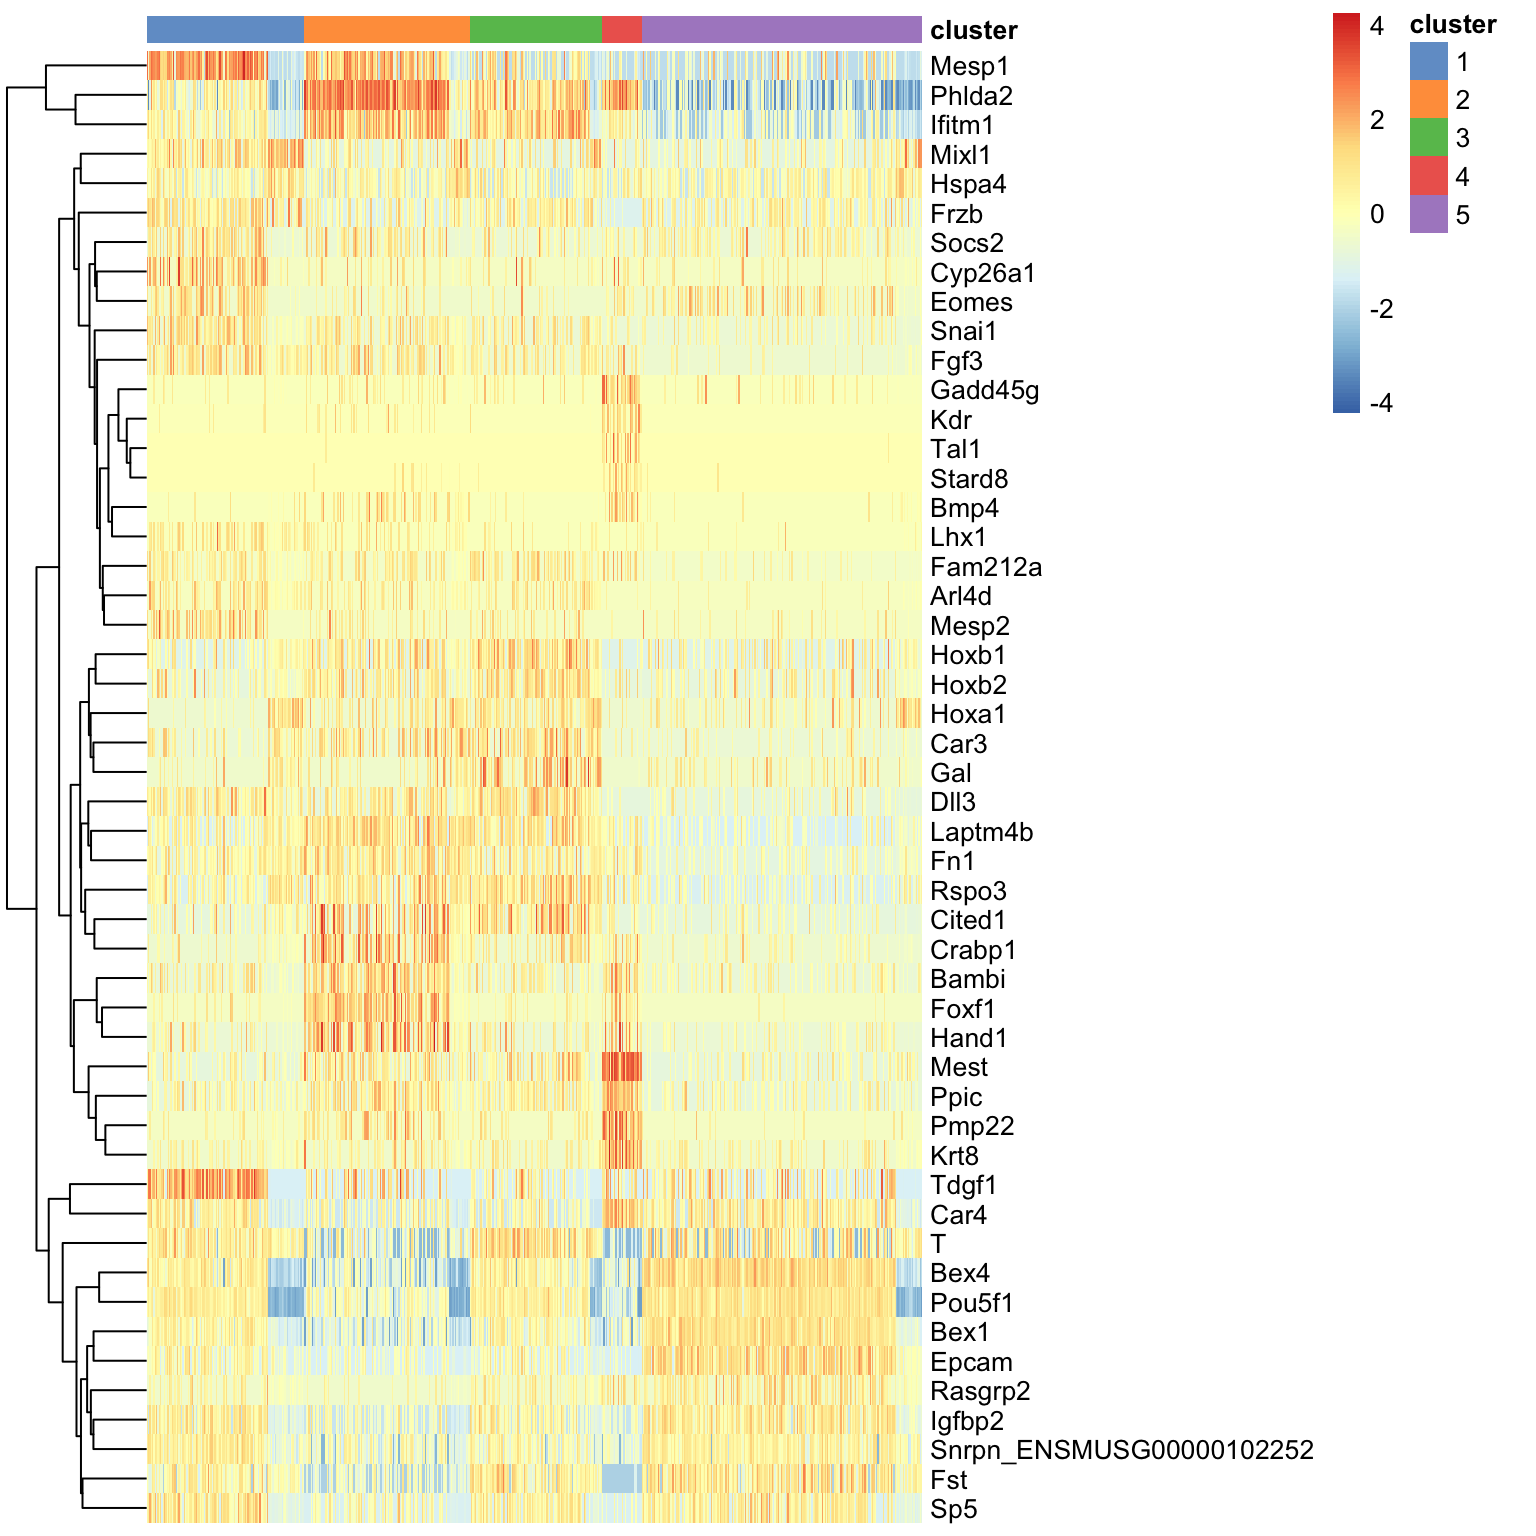 cluster
Mesp1
Phlda2
Ifitm1
Mixl1
Hspa4
Frzb
Socs2
Cyp26a1
Eomes
Snai1
Fgf3
Gadd45g
Kdr
Tal1
Stard8
Bmp4
Lhx1
Fam212a
Arl4d
Mesp2
Hoxb1
Hoxb2
Hoxa1
Car3
Gal
Dll3
Laptm4b
Fn1
Rspo3
Cited1
Crabp1
Bambi
Foxf1
Hand1
Mest
Ppic
Pmp22
Krt8
Tdgf1
Car4
T
Bex4
Pou5f1
Bex1
Epcam
Rasgrp2
Igfbp2
Snrpn_ENSMUSG00000102252
Fst
Sp5
4
2
0
-2
-4
cluster
1
2
3
4
5